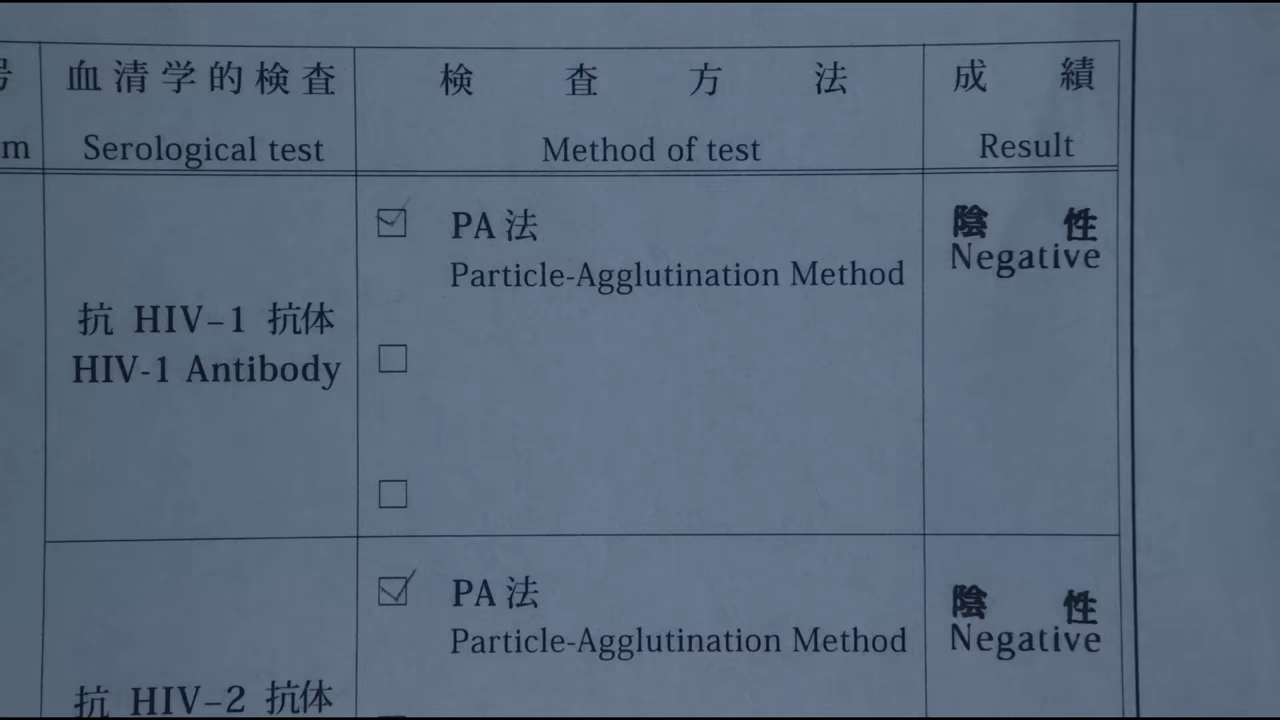 号 血清学的検査 検査方法 成績
m Serological test Method of test Result
PA法 陰性
Particle-Agglutination Method Negative
抗 HIV-1 抗体
HIV-1 Antibody
PA法 陰性
Particle-Agglutination Method Negative
抗 HIV-2 抗体